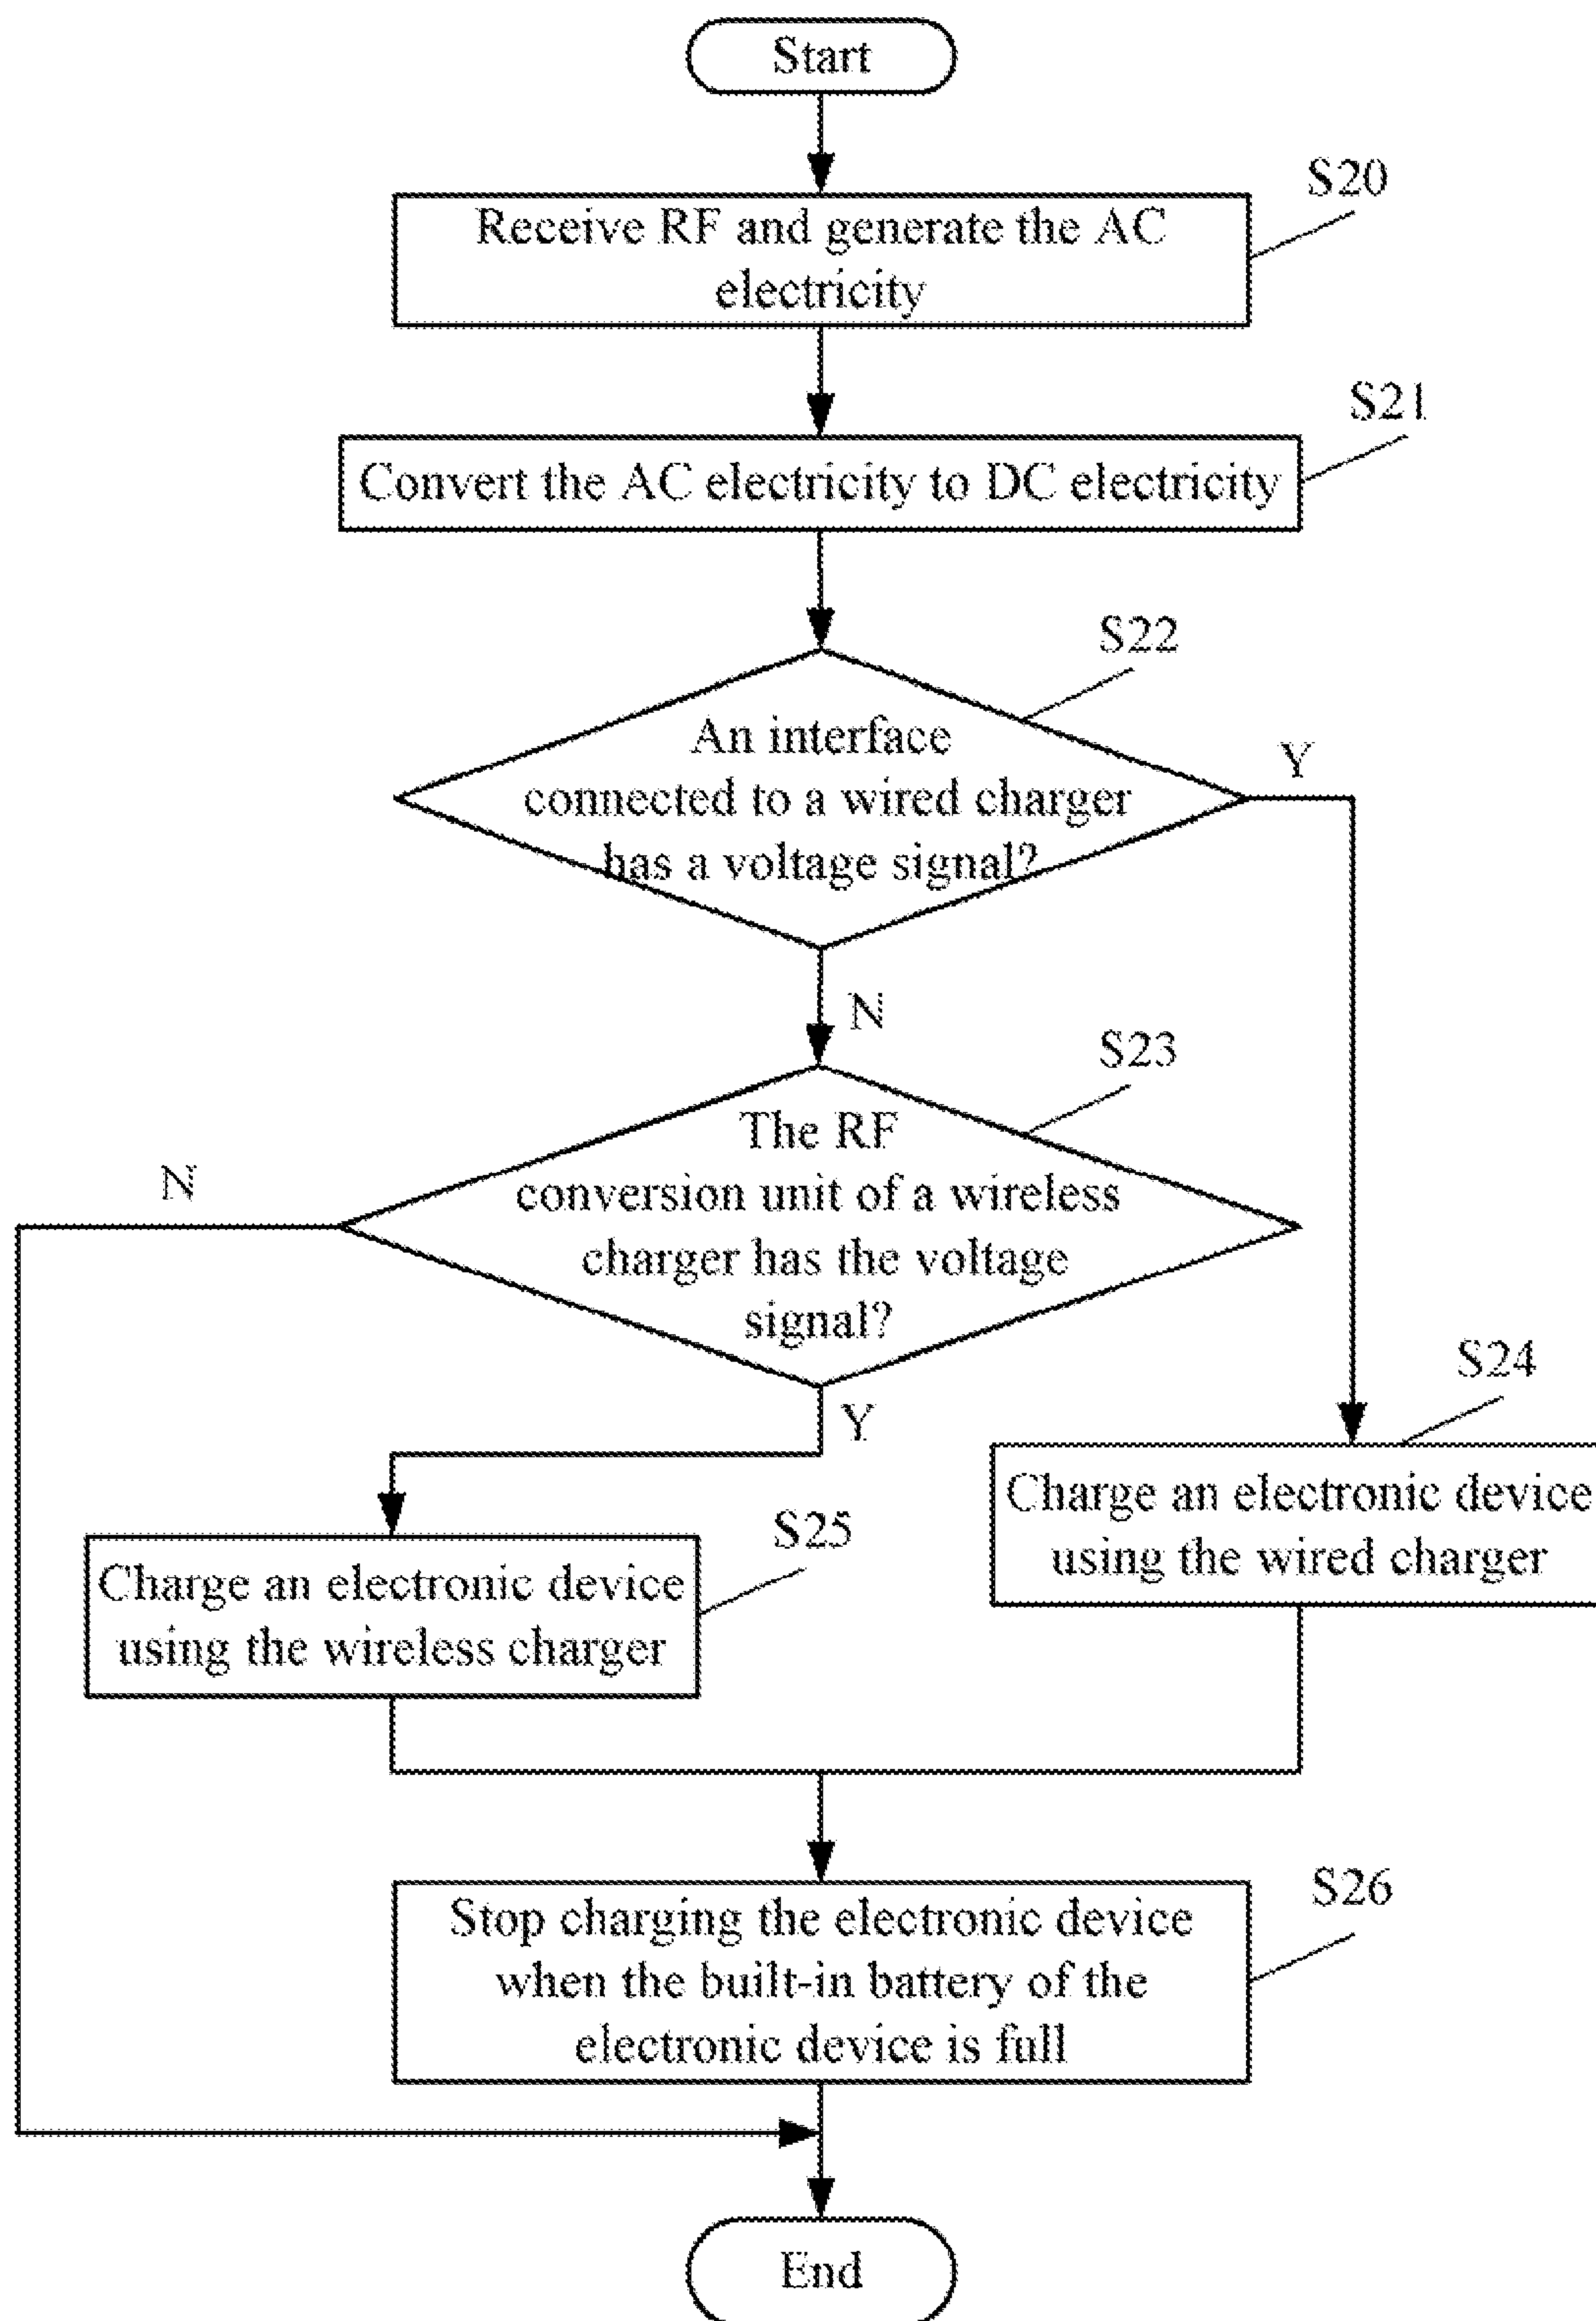 Start
S20
Receive RF and generate the AC
electricity
S21
Convert the AC electricity to DC electricity
S22
An interface
connected to a wired charger
has a voltage signal?
Y
N
S23
The RF
conversion unit of a wireless
charger has the voltage
signal?
N
Y
S24
Charge an electronic device
using the wired charger
S25
Charge an electronic device
using the wireless charger
S26
Stop charging the electronic device
when the built-in battery of the
electronic device is full
End